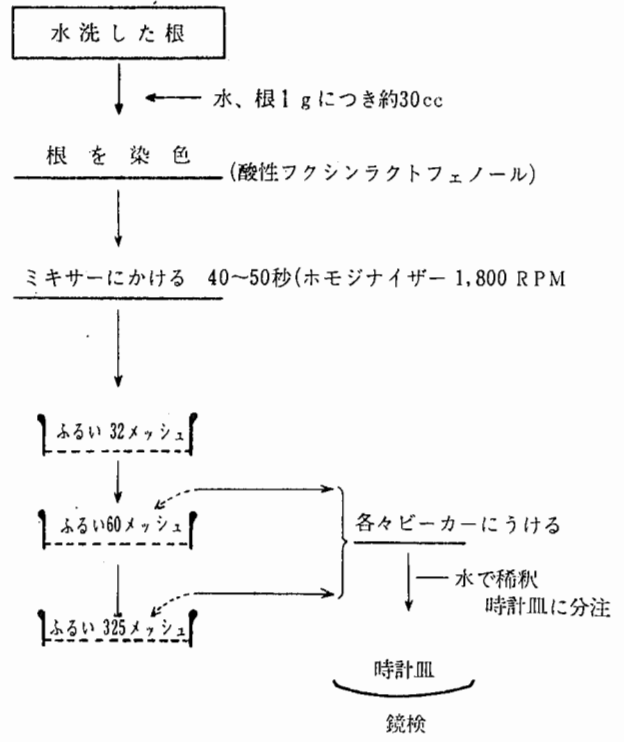 水洗した根
水、根1gにつき約30cc
根を染色 (酸性フクシンラクトフェノール)
ミキサーにかける 40～50秒(ホモジナイザー 1,800 RPM
ふるい 32メッシュ
ふるい60メッシュ
各々ビーカーにうける
水で稀釈
時計皿に分注
ふるい 325メッシュ
時計皿
鏡検